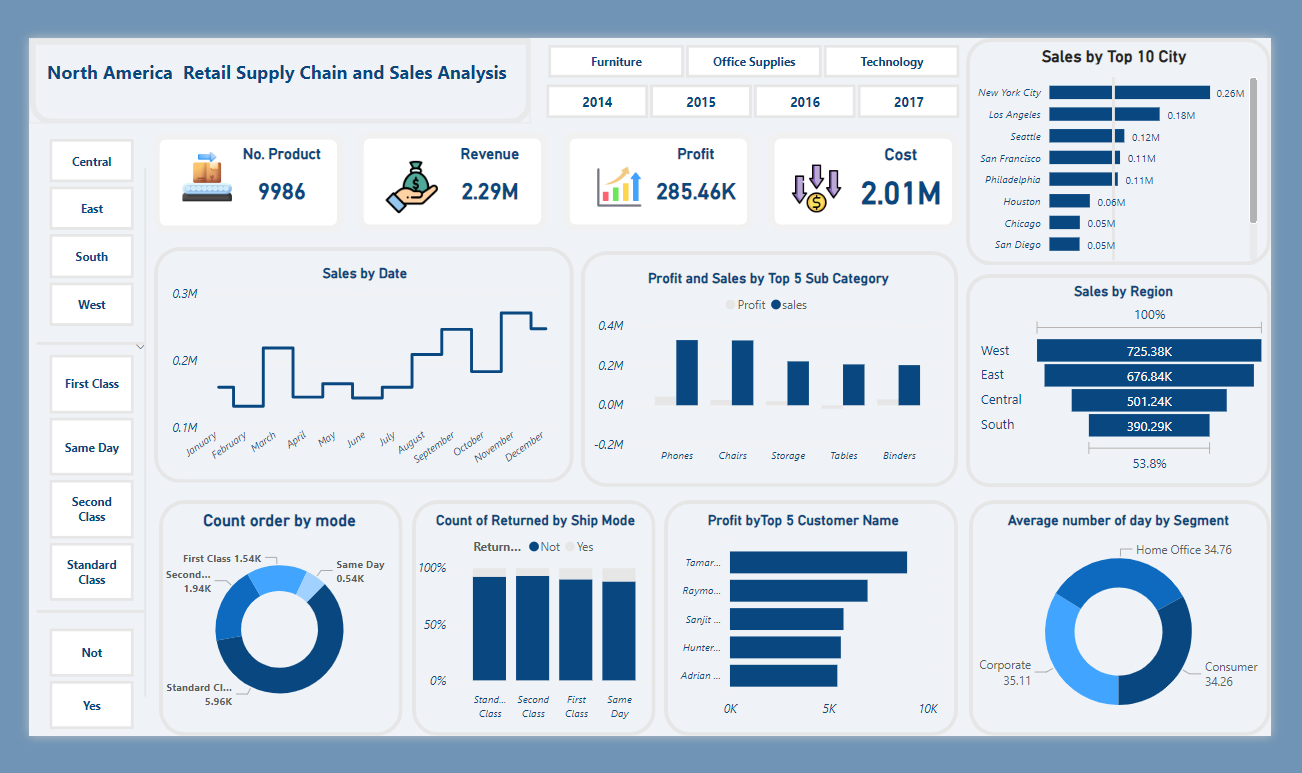 North America  Retail Supply Chain and Sales Analysis
Furniture
Office Supplies
Technology
2014
2015
2016
2017
Central
East
South
West
First Class
Same Day
Second
Class
Standard
Class
Not
Yes
No. Product
9986
Revenue
2.29M
Profit
285.46K
Cost
2.01M
Sales by Top 10 City
New York City
0.26M
Los Angeles
0.18M
Seattle
0.12M
San Francisco
0.11M
Philadelphia
0.11M
Houston
0.06M
Chicago
0.05M
San Diego
0.05M
Sales by Date
0.3M
0.2M
0.1M
January
February
March
April
May
June
July
August
September
October
November
December
Profit and Sales by Top 5 Sub Category
Profit
sales
0.4M
0.2M
0.0M
-0.2M
Phones
Chairs
Storage
Tables
Binders
Sales by Region
100%
West
725.38K
East
676.84K
Central
501.24K
South
390.29K
53.8%
Count order by mode
First Class 1.54K
Same Day
0.54K
Second...
1.94K
Standard Cl...
5.96K
Count of Returned by Ship Mode
Return...
Not
Yes
100%
50%
0%
Stand...
Class
Second
Class
First
Class
Same
Day
Profit byTop 5 Customer Name
Tamar...
Raymo...
Sanjit ...
Hunter...
Adrian ...
0K
5K
10K
Average number of day by Segment
Home Office 34.76
Corporate
35.11
Consumer
34.26